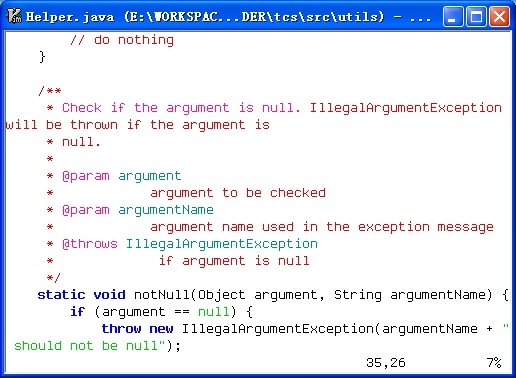 Helper.java (E:\WORKSPAC...DER\tcs\src\utils) - ...
// do nothing
}
/**
* Check if the argument is null. IllegalArgumentException
will be thrown if the argument is
* null.
*
* @param argument
* argument to be checked
* @param argumentName
* argument name used in the exception message
* @throws IllegalArgumentException
* if argument is null
*/
static void notNull(Object argument, String argumentName) {
if (argument == null) {
throw new IllegalArgumentException(argumentName + "
should not be null");
35,26 7%